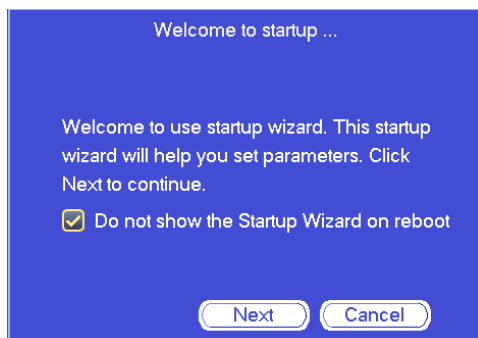 Welcome to startup ...
Welcome to use startup wizard. This startup
wizard will help you set parameters. Click
Next to continue.
Do not show the Startup Wizard on reboot
Next Cancel